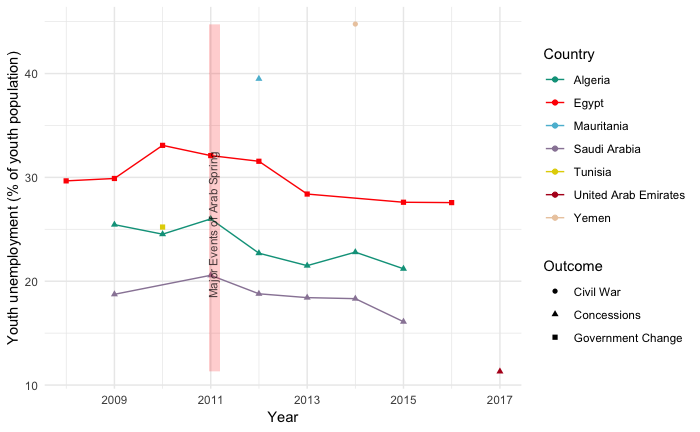 Youth unemployment (% of youth population)
40
30
20
10
Major Events of Arab Spring
2009
2011
2013
2015
2017
Year
Country
Algeria
Egypt
Mauritania
Saudi Arabia
Tunisia
United Arab Emirates
Yemen
Outcome
Civil War
Concessions
Government Change